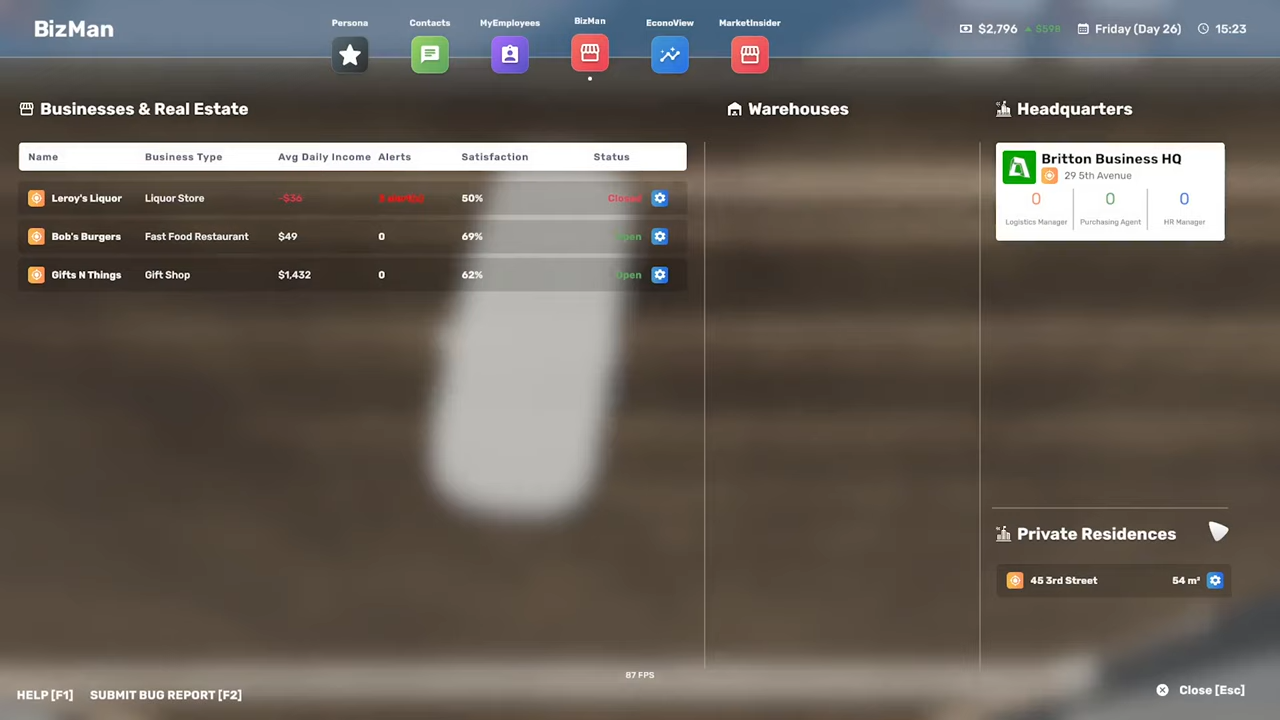 BizMan
Persona
Contacts
MyEmployees
BizMan
EconoView
MarketInsider
$2,796 ▲ $598
Friday (Day 26)
15:23
Businesses & Real Estate
Name Business Type Avg Daily Income Alerts Satisfaction Status
Leroy's Liquor Liquor Store -$36 50% Closed
Bob's Burgers Fast Food Restaurant $49 0 69% Open
Gifts N Things Gift Shop $1,432 0 62% Open
Warehouses
Headquarters
Britton Business HQ
29 5th Avenue
0 0 0
Logistics Manager Purchasing Agent HR Manager
Private Residences
45 3rd Street 54 m²
87 FPS
HELP [F1] SUBMIT BUG REPORT [F2]
Close [Esc]